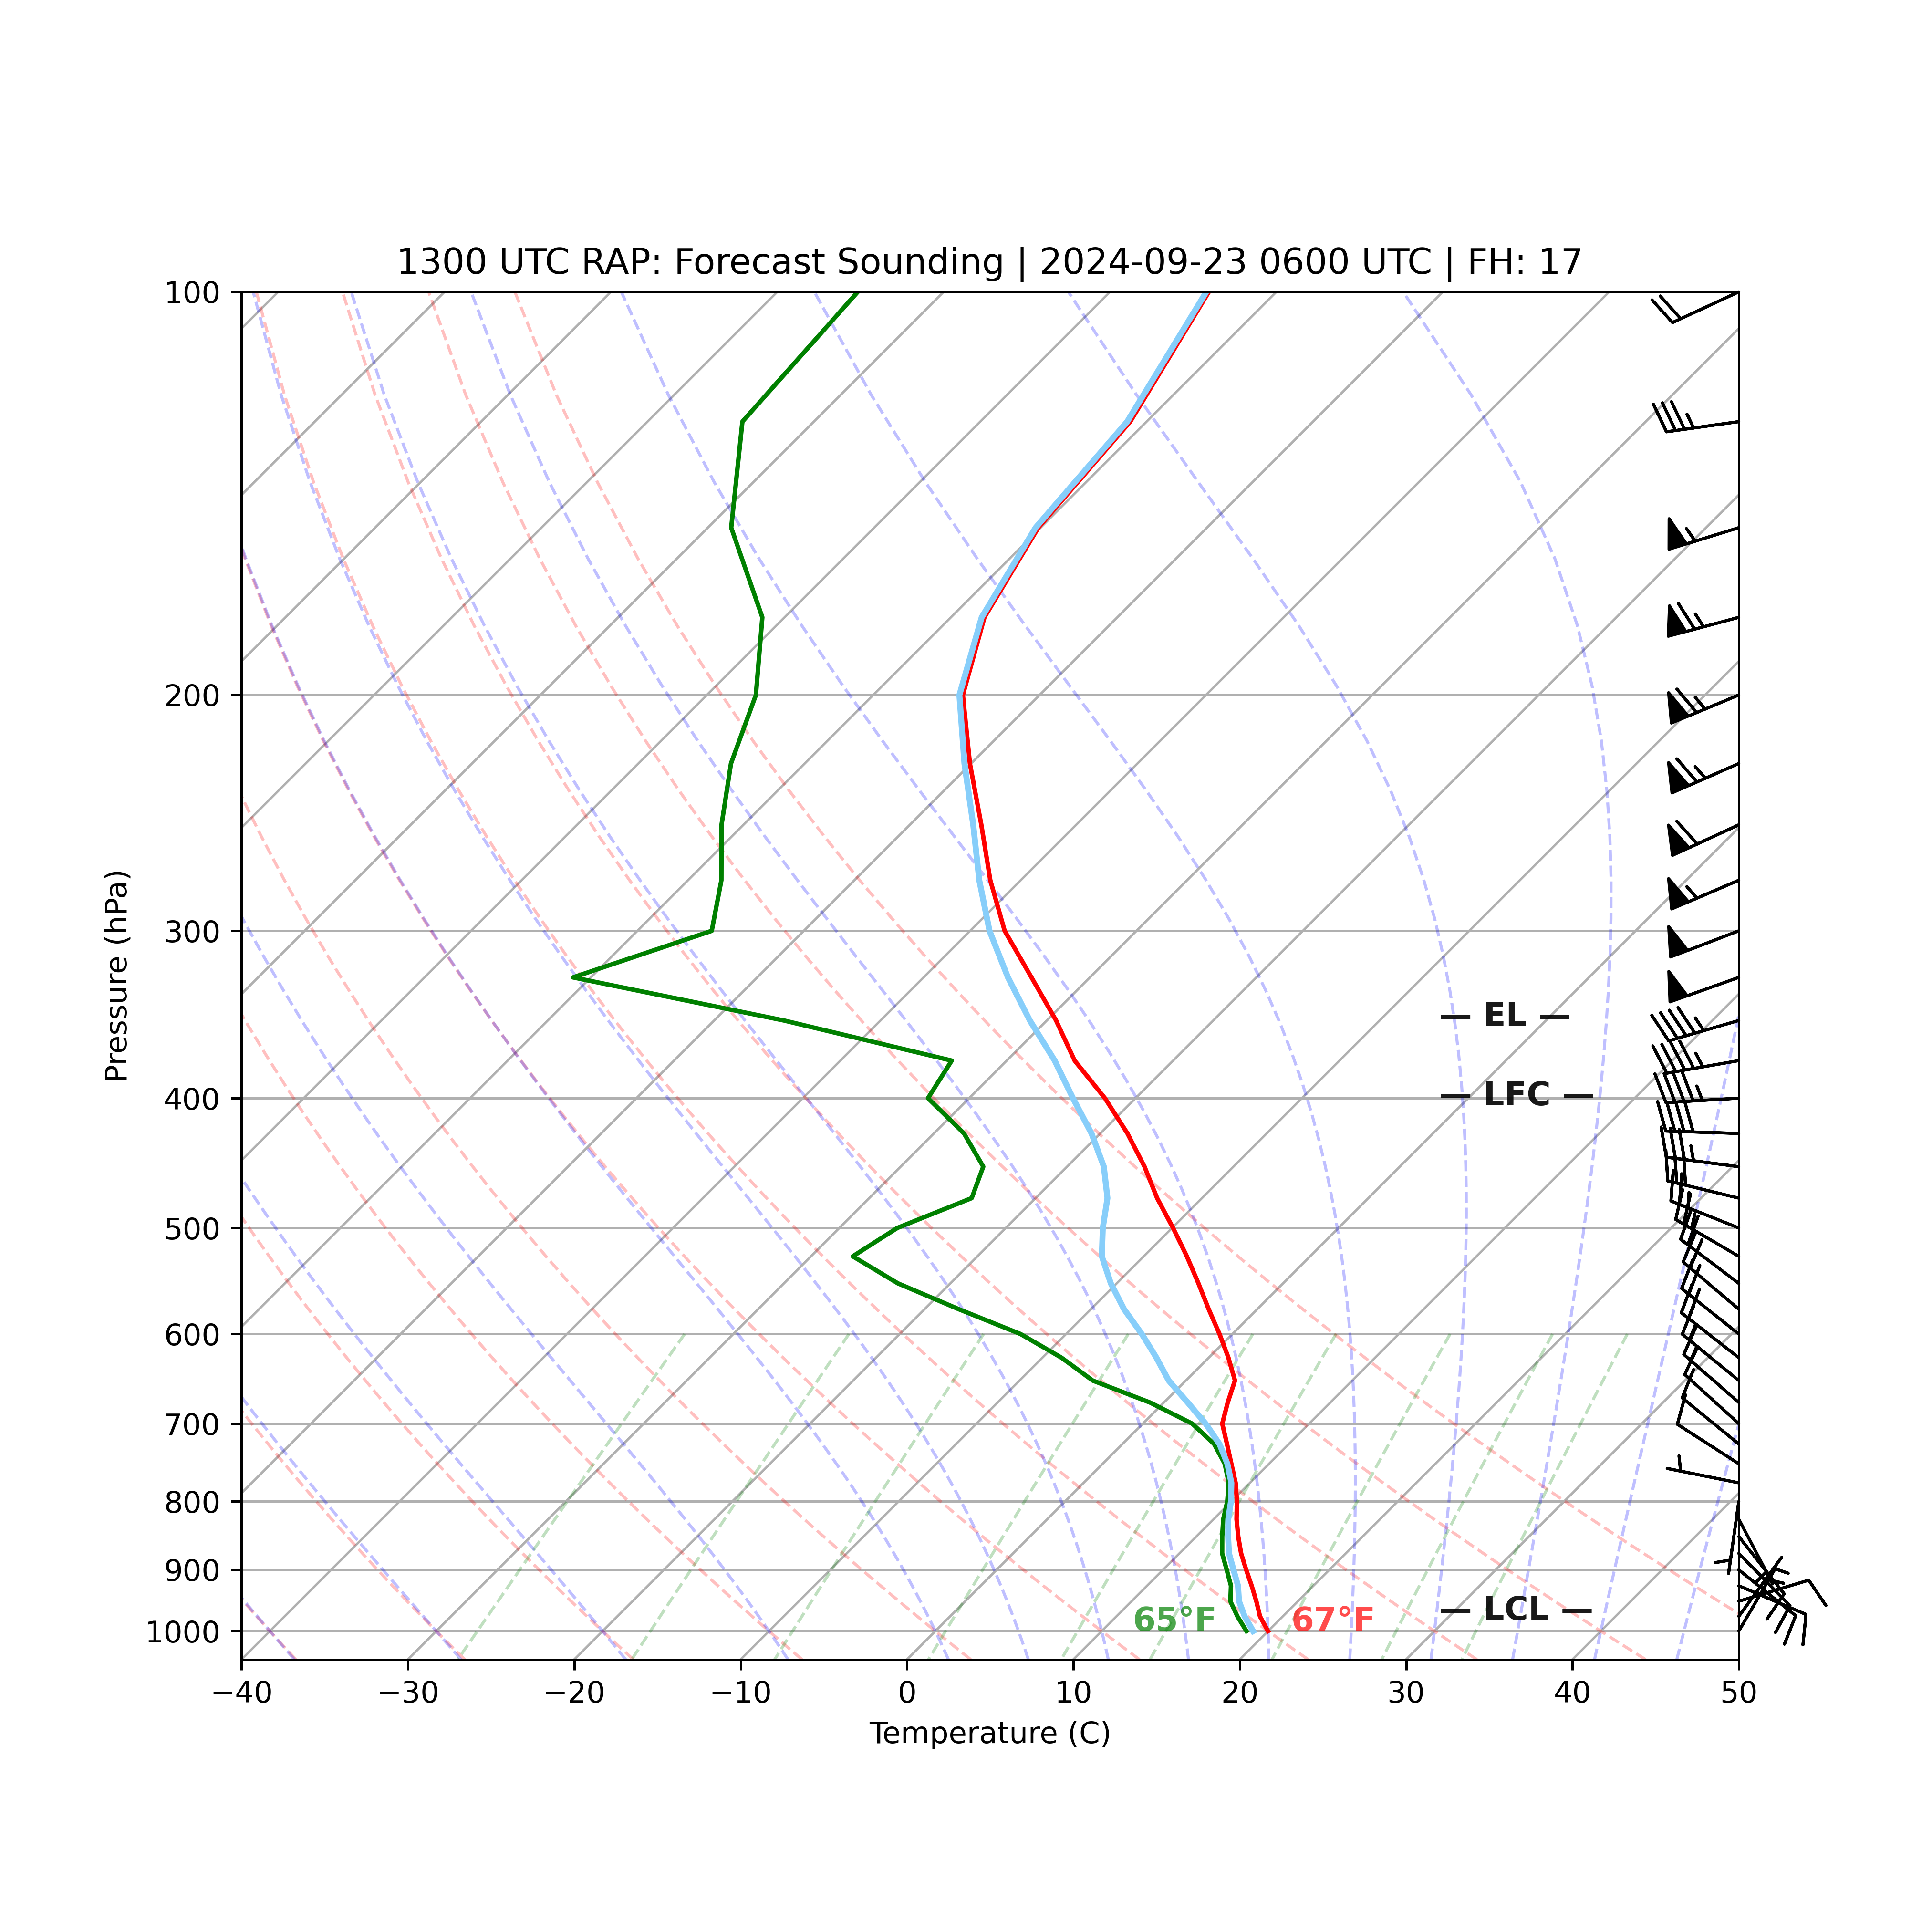 1300 UTC RAP: Forecast Sounding | 2024-09-23 0600 UTC | FH: 17
100
200
300
400
500
600
700
800
900
1000
Pressure (hPa)
— EL —
— LFC —
— LCL —
65°F
67°F
−40 −30 −20 −10 0 10 20 30 40 50
Temperature (C)